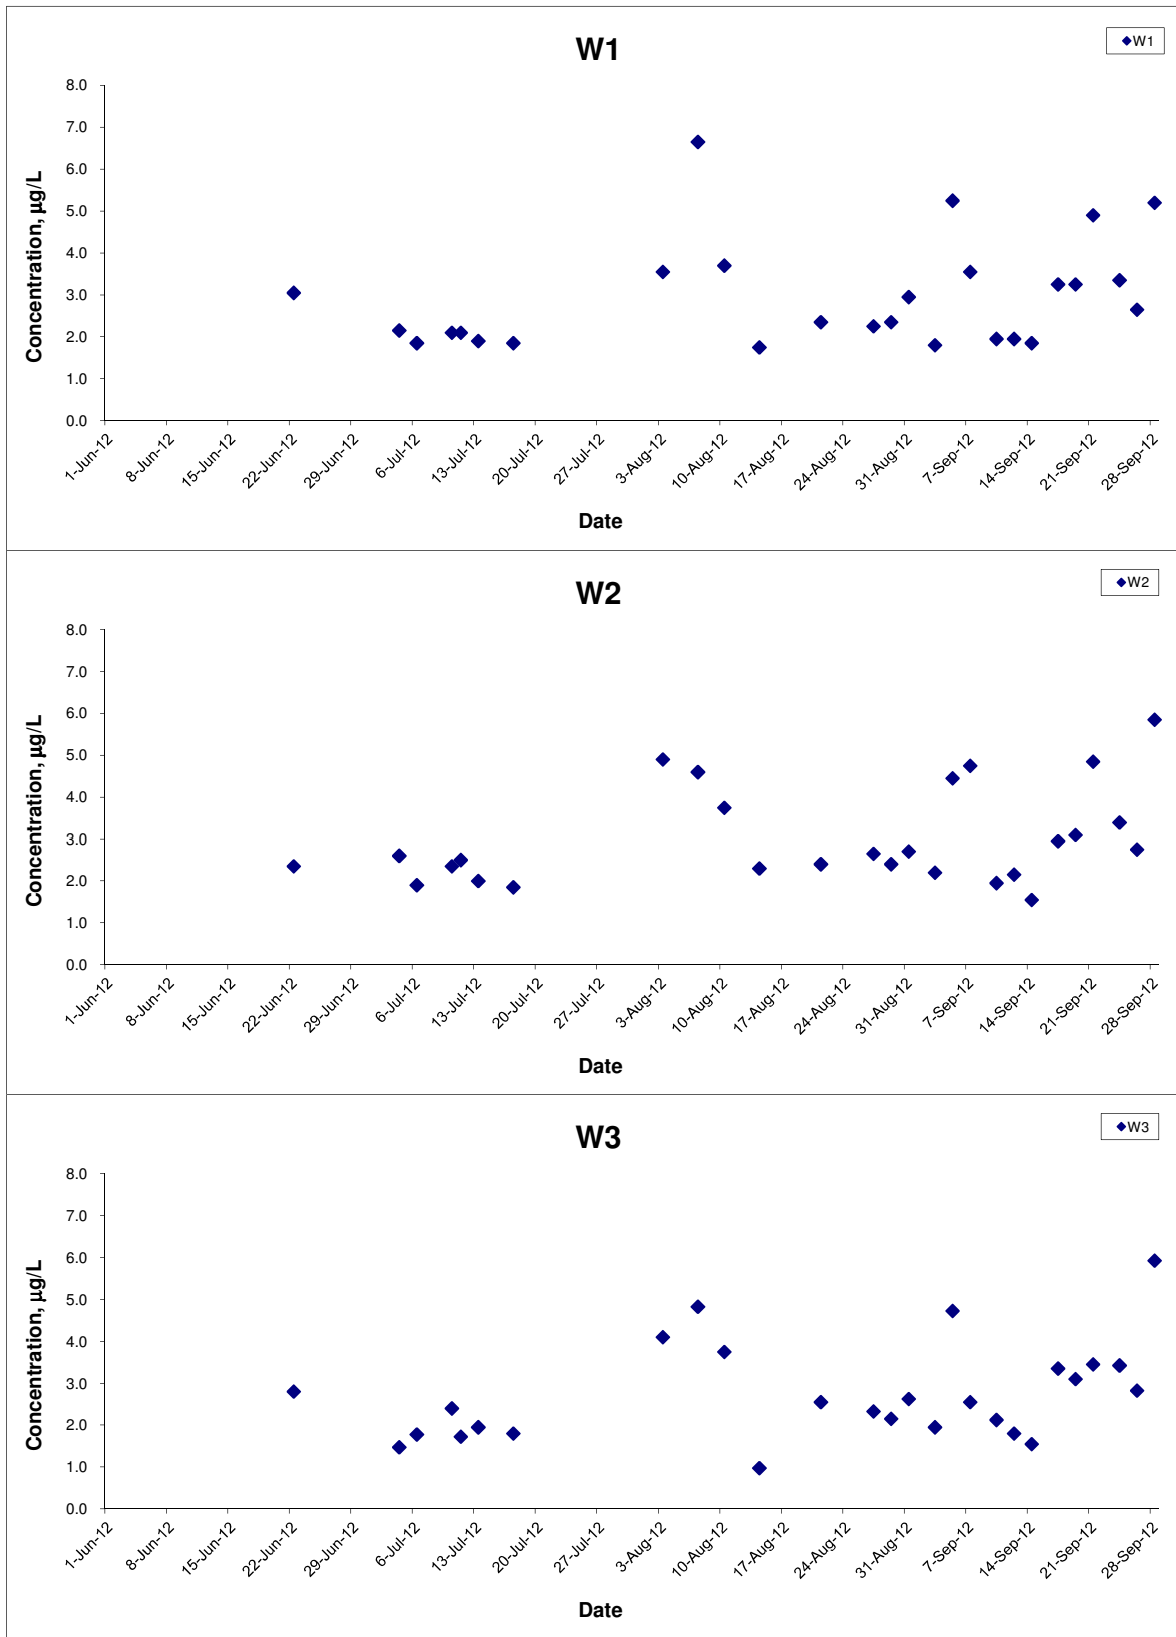 W1
W1
8.0
7.0
6.0
5.0
4.0
3.0
2.0
1.0
0.0
Concentration, µg/L
1-Jun-12
8-Jun-12
15-Jun-12
22-Jun-12
29-Jun-12
6-Jul-12
13-Jul-12
20-Jul-12
27-Jul-12
3-Aug-12
10-Aug-12
17-Aug-12
24-Aug-12
31-Aug-12
7-Sep-12
14-Sep-12
21-Sep-12
28-Sep-12
Date
W2
W2
8.0
7.0
6.0
5.0
4.0
3.0
2.0
1.0
0.0
Concentration, µg/L
1-Jun-12
8-Jun-12
15-Jun-12
22-Jun-12
29-Jun-12
6-Jul-12
13-Jul-12
20-Jul-12
27-Jul-12
3-Aug-12
10-Aug-12
17-Aug-12
24-Aug-12
31-Aug-12
7-Sep-12
14-Sep-12
21-Sep-12
28-Sep-12
Date
W3
W3
8.0
7.0
6.0
5.0
4.0
3.0
2.0
1.0
0.0
Concentration, µg/L
1-Jun-12
8-Jun-12
15-Jun-12
22-Jun-12
29-Jun-12
6-Jul-12
13-Jul-12
20-Jul-12
27-Jul-12
3-Aug-12
10-Aug-12
17-Aug-12
24-Aug-12
31-Aug-12
7-Sep-12
14-Sep-12
21-Sep-12
28-Sep-12
Date